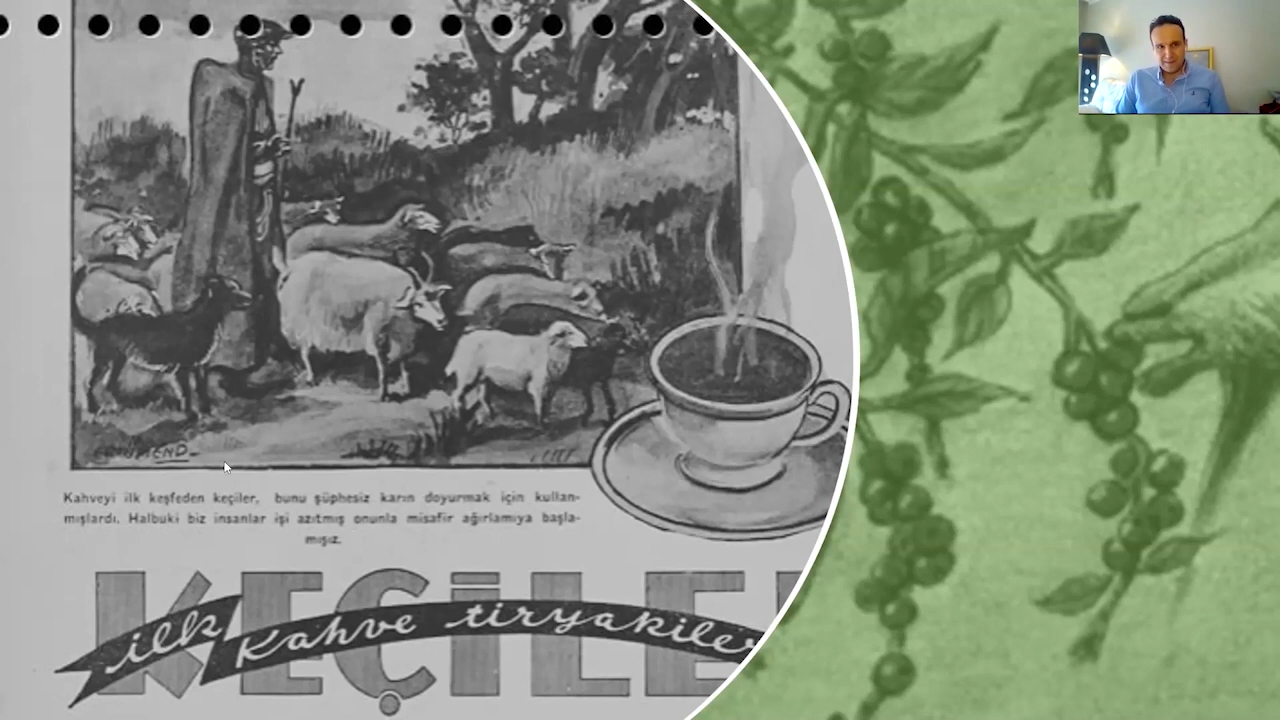 Kahveyi ilk keşfeden keçiler, bunu şüphesiz karın doyurmak için kullan-
mışlardı. Halbuki biz insanlar işi azıtmış onunla misafir ağırlamıya başla-
mışız.
KEÇİLE
ilk Kahve tiryakiler